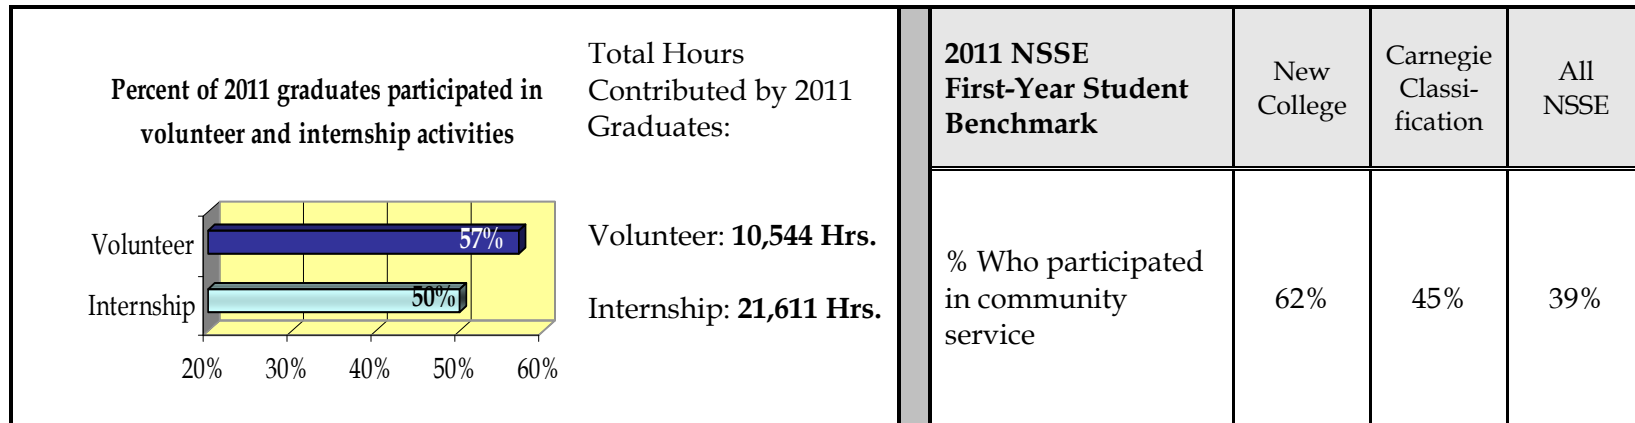 Percent of 2011 graduates participated in
volunteer and internship activities
Volunteer
57%
Internship
50%
20% 30% 40% 50% 60%
Total Hours
Contributed by 2011
Graduates:
Volunteer: 10,544 Hrs.
Internship: 21,611 Hrs.
2011 NSSE
First-Year Student
Benchmark
New
College
Carnegie
Classi-
fication
All
NSSE
% Who participated
in community
service
62%
45%
39%